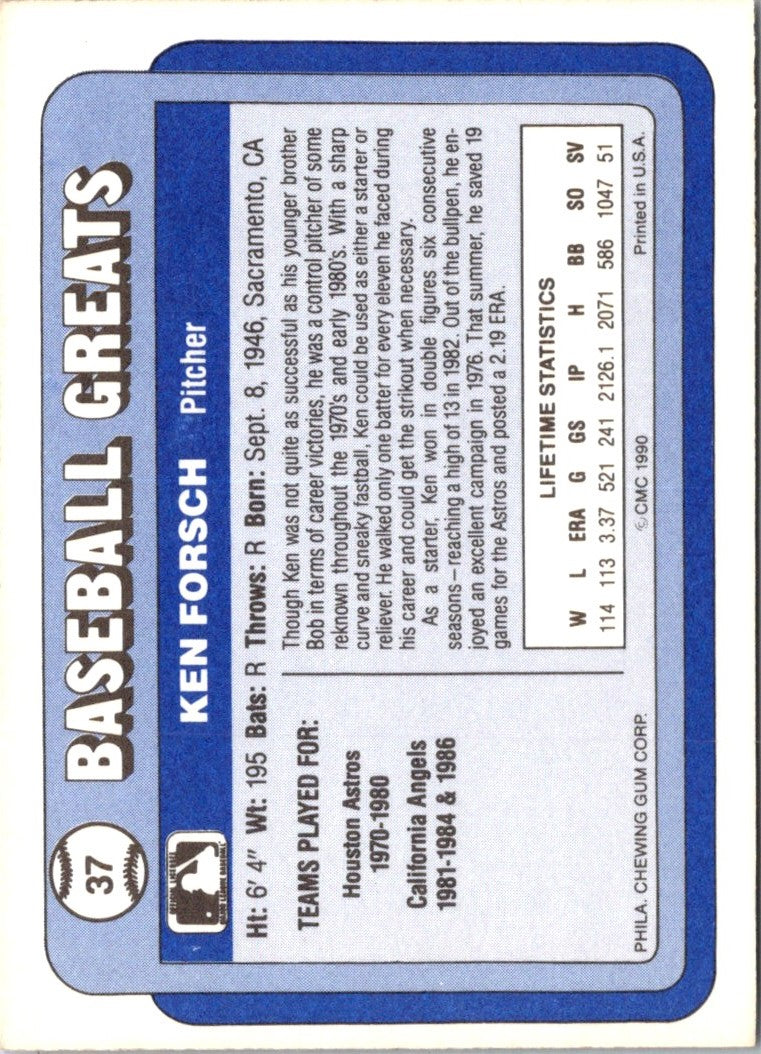 37
BASEBALL GREATS
KEN FORSCH Pitcher
Ht: 6′ 4″ Wt: 195 Bats: R Throws: R Born: Sept. 8, 1946, Sacramento, CA
TEAMS PLAYED FOR:
Houston Astros
1970-1980
California Angels
1981-1984 & 1986
Though Ken was not quite as successful as his younger brother
Bob in terms of career victories, he was a control pitcher of some
reknown throughout the 1970's and early 1980's. With a sharp
curve and sneaky fastball, Ken could be used as either a starter or
reliever. He walked only one batter for every eleven he faced during
his career and could get the strikout when necessary.
As a starter, Ken won in double figures six consecutive
seasons–reaching a high of 13 in 1982. Out of the bullpen, he en-
joyed an excellent campaign in 1976. That summer, he saved 19
games for the Astros and posted a 2.19 ERA.
LIFETIME STATISTICS
W L ERA G GS IP H BB SO SV
114 113 3.37 521 241 2126.1 2071 586 1047 51
PHILA. CHEWING GUM CORP. ©CMC 1990 Printed in U.S.A.